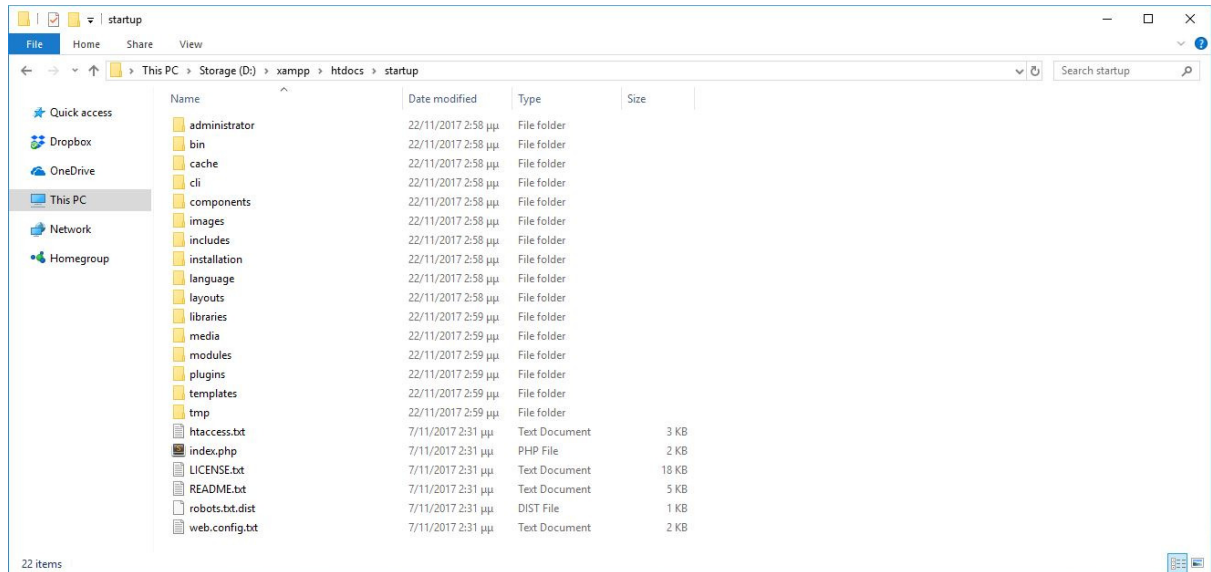 startup
File Home Share View
This PC Storage (D:) xampp htdocs startup Search startup
Quick access
Dropbox
OneDrive
This PC
Network
Homegroup
Name Date modified Type Size
administrator 22/11/2017 2:58 μμ File folder
bin 22/11/2017 2:58 μμ File folder
cache 22/11/2017 2:58 μμ File folder
cli 22/11/2017 2:58 μμ File folder
components 22/11/2017 2:58 μμ File folder
images 22/11/2017 2:58 μμ File folder
includes 22/11/2017 2:58 μμ File folder
installation 22/11/2017 2:58 μμ File folder
language 22/11/2017 2:58 μμ File folder
layouts 22/11/2017 2:58 μμ File folder
libraries 22/11/2017 2:59 μμ File folder
media 22/11/2017 2:59 μμ File folder
modules 22/11/2017 2:59 μμ File folder
plugins 22/11/2017 2:59 μμ File folder
templates 22/11/2017 2:59 μμ File folder
tmp 22/11/2017 2:59 μμ File folder
htaccess.txt 7/11/2017 2:31 μμ Text Document 3 KB
index.php 7/11/2017 2:31 μμ PHP File 2 KB
LICENSE.txt 7/11/2017 2:31 μμ Text Document 18 KB
README.txt 7/11/2017 2:31 μμ Text Document 5 KB
robots.txt.dist 7/11/2017 2:31 μμ DIST File 1 KB
web.config.txt 7/11/2017 2:31 μμ Text Document 2 KB
22 items